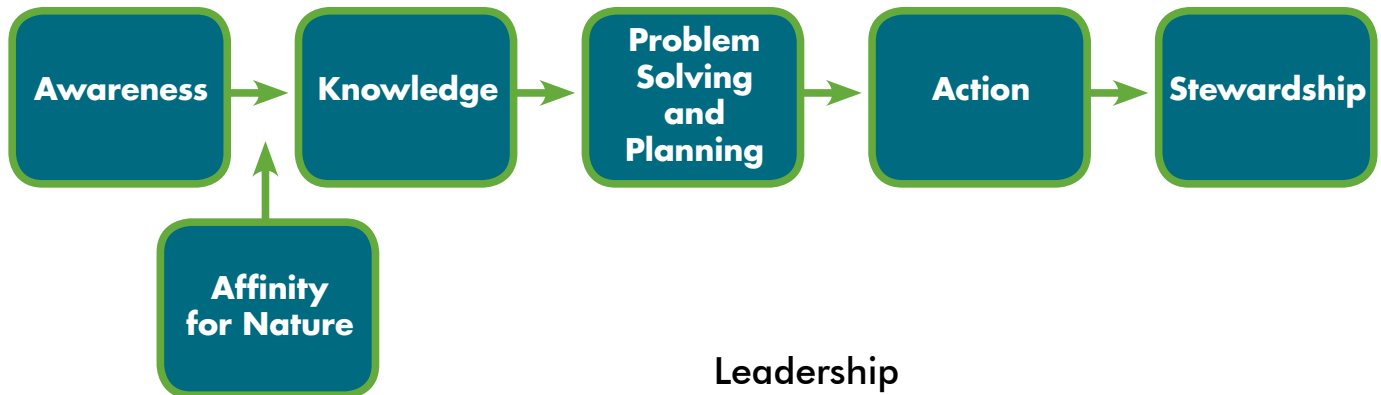 Awareness
Knowledge
Problem
Solving
and
Planning
Action
Stewardship
Affinity
for Nature
Leadership